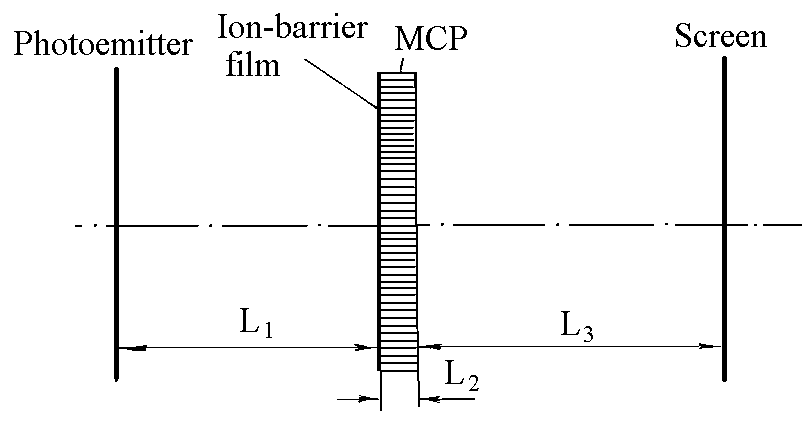 Photoemitter
Ion-barrier
film
MCP
Screen
L1
L3
L2